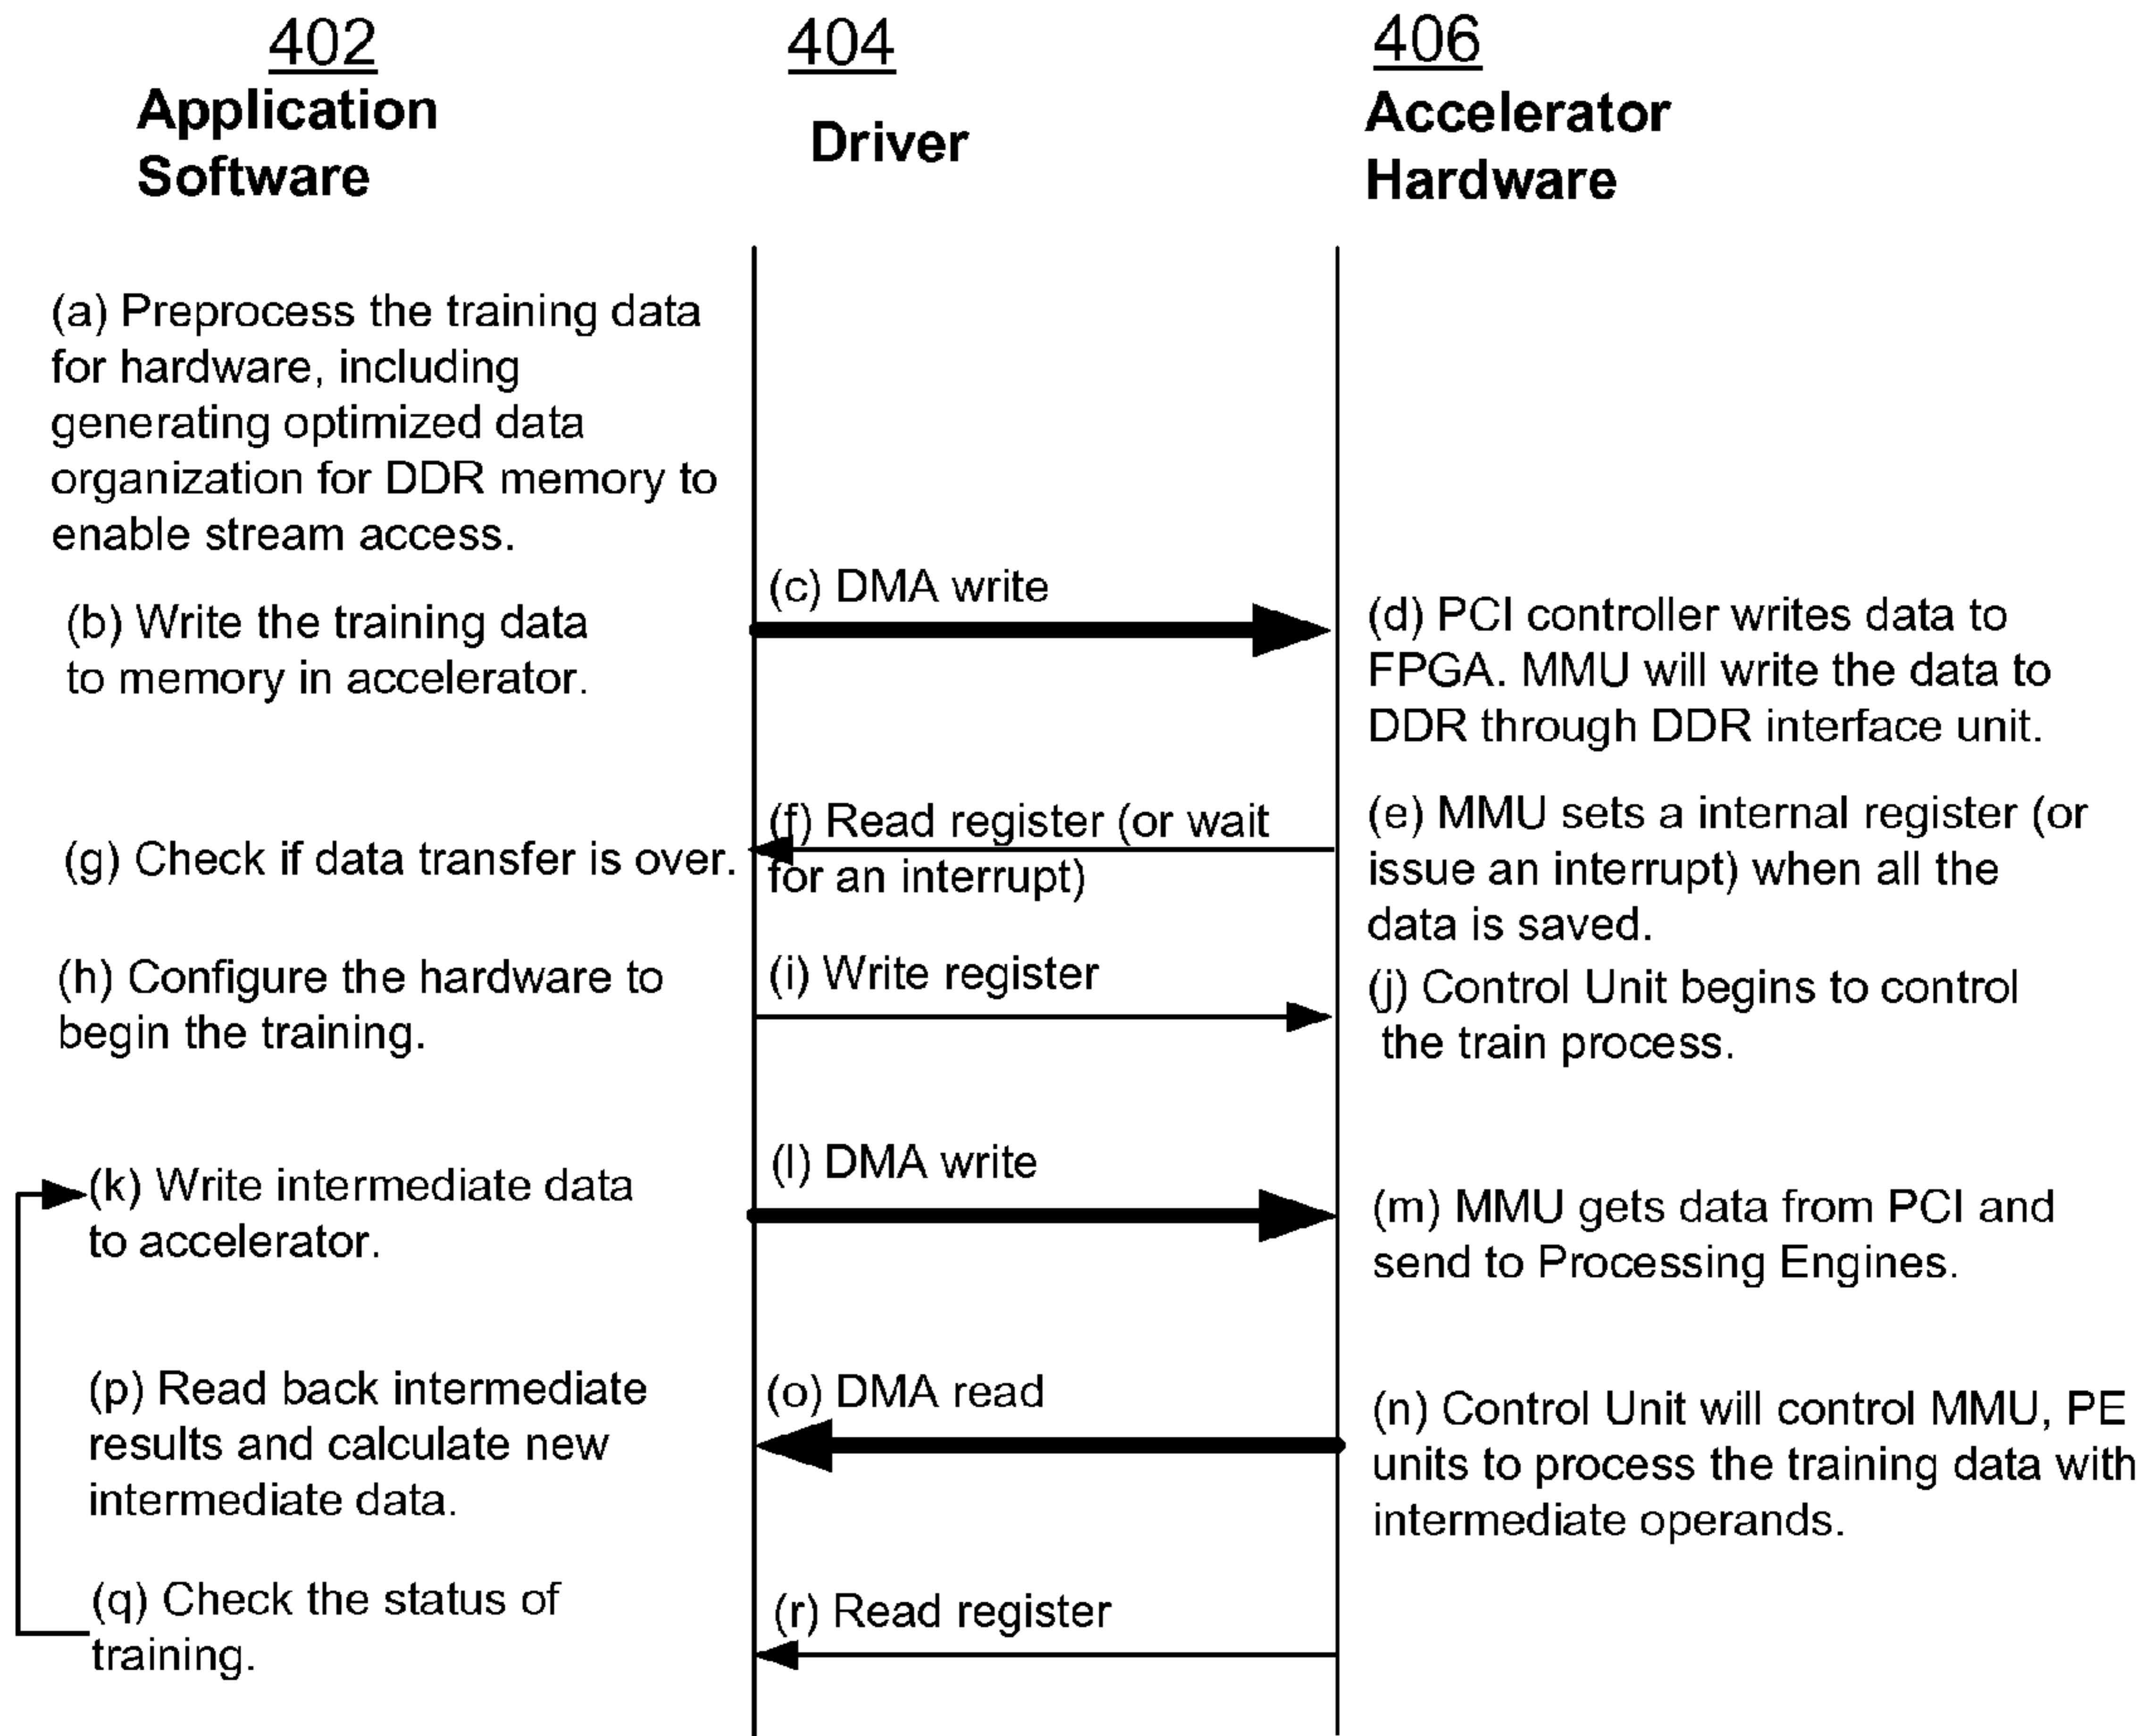 402
Application
Software
404
Driver
406
Accelerator
Hardware
(a) Preprocess the training data
for hardware, including
generating optimized data
organization for DDR memory to
enable stream access.
(b) Write the training data
to memory in accelerator.
(c) DMA write
(d) PCI controller writes data to
FPGA. MMU will write the data to
DDR through DDR interface unit.
(e) MMU sets a internal register (or
issue an interrupt) when all the
data is saved.
(f) Read register (or wait
for an interrupt)
(g) Check if data transfer is over.
(h) Configure the hardware to
begin the training.
(i) Write register
(j) Control Unit begins to control
the train process.
(k) Write intermediate data
to accelerator.
(l) DMA write
(m) MMU gets data from PCI and
send to Processing Engines.
(n) Control Unit will control MMU, PE
units to process the training data with
intermediate operands.
(o) DMA read
(p) Read back intermediate
results and calculate new
intermediate data.
(q) Check the status of
training.
(r) Read register